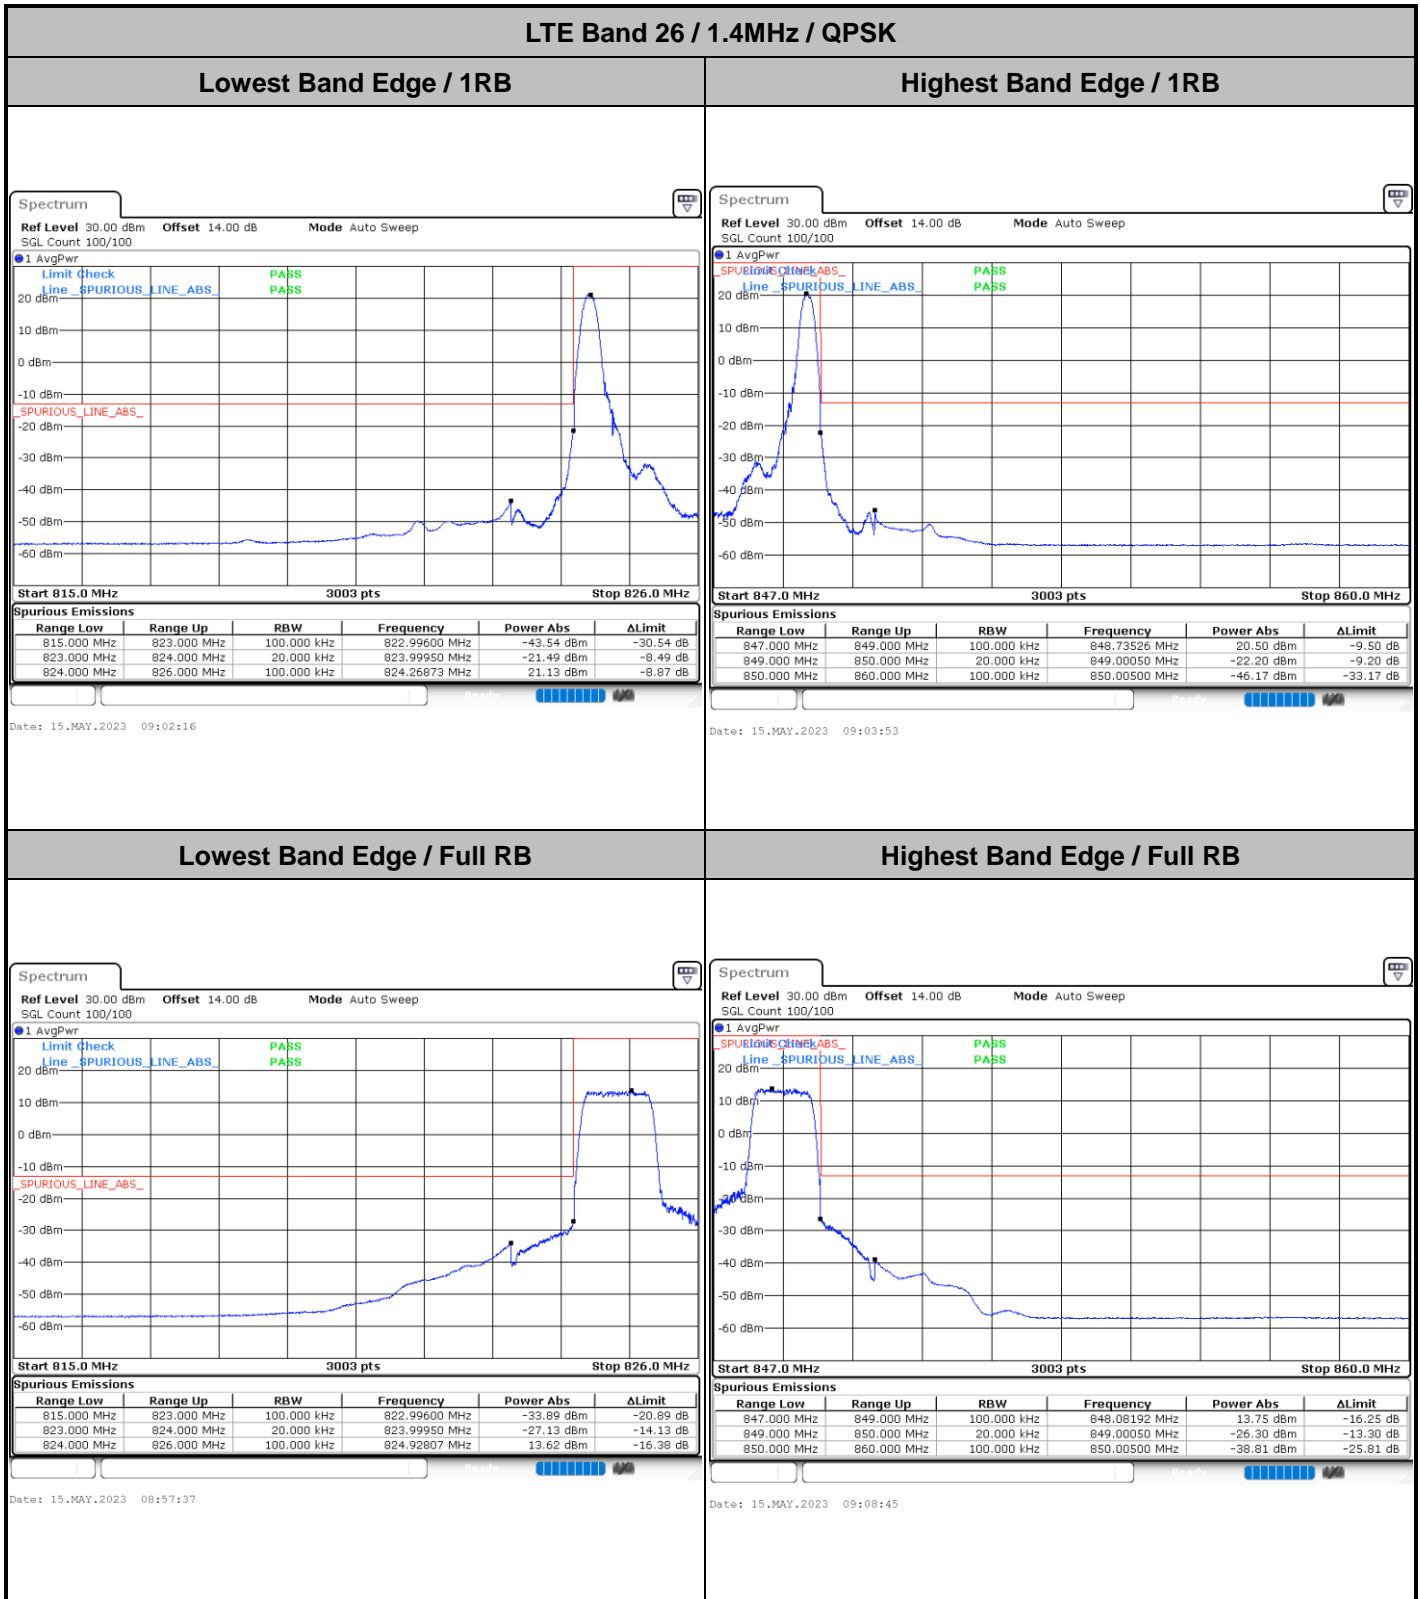 LTE Band 26 / 1.4MHz / QPSK
Lowest Band Edge / 1RB
Highest Band Edge / 1RB
Spectrum
Ref Level 30.00 dBm Offset 14.00 dB Mode Auto Sweep
SGL Count 100/100
1 AvgPwr
Limit Check PASS
Line _SPURIOUS_LINE_ABS_ PASS
20 dBm
10 dBm
0 dBm
-10 dBm
_SPURIOUS_LINE_ABS_
-20 dBm
-30 dBm
-40 dBm
-50 dBm
-60 dBm
Start 815.0 MHz 3003 pts Stop 826.0 MHz
Spurious Emissions
Range Low Range Up RBW Frequency Power Abs ΔLimit
815.000 MHz 823.000 MHz 100.000 kHz 822.99600 MHz -43.54 dBm -30.54 dB
823.000 MHz 824.000 MHz 20.000 kHz 823.99950 MHz -21.49 dBm -8.49 dB
824.000 MHz 826.000 MHz 100.000 kHz 824.26873 MHz 21.13 dBm -8.87 dB
Ready
Date: 15.MAY.2023 09:02:16
Spectrum
Ref Level 30.00 dBm Offset 14.00 dB Mode Auto Sweep
SGL Count 100/100
1 AvgPwr
_SPURIOUS_LINE_ABS_
Limit Check PASS
Line _SPURIOUS_LINE_ABS_ PASS
20 dBm
10 dBm
0 dBm
-10 dBm
-20 dBm
-30 dBm
-40 dBm
-50 dBm
-60 dBm
Start 847.0 MHz 3003 pts Stop 860.0 MHz
Spurious Emissions
Range Low Range Up RBW Frequency Power Abs ΔLimit
847.000 MHz 849.000 MHz 100.000 kHz 848.73526 MHz 20.50 dBm -9.50 dB
849.000 MHz 850.000 MHz 20.000 kHz 849.00050 MHz -22.20 dBm -9.20 dB
850.000 MHz 860.000 MHz 100.000 kHz 850.00500 MHz -46.17 dBm -33.17 dB
Ready
Date: 15.MAY.2023 09:03:53
Lowest Band Edge / Full RB
Highest Band Edge / Full RB
Spectrum
Ref Level 30.00 dBm Offset 14.00 dB Mode Auto Sweep
SGL Count 100/100
1 AvgPwr
Limit Check PASS
Line _SPURIOUS_LINE_ABS_ PASS
20 dBm
10 dBm
0 dBm
-10 dBm
_SPURIOUS_LINE_ABS_
-20 dBm
-30 dBm
-40 dBm
-50 dBm
-60 dBm
Start 815.0 MHz 3003 pts Stop 826.0 MHz
Spurious Emissions
Range Low Range Up RBW Frequency Power Abs ΔLimit
815.000 MHz 823.000 MHz 100.000 kHz 822.99600 MHz -33.89 dBm -20.89 dB
823.000 MHz 824.000 MHz 20.000 kHz 823.99950 MHz -27.13 dBm -14.13 dB
824.000 MHz 826.000 MHz 100.000 kHz 824.92807 MHz 13.62 dBm -16.38 dB
Ready
Date: 15.MAY.2023 08:57:37
Spectrum
Ref Level 30.00 dBm Offset 14.00 dB Mode Auto Sweep
SGL Count 100/100
1 AvgPwr
_SPURIOUS_LINE_ABS_
Limit Check PASS
Line _SPURIOUS_LINE_ABS_ PASS
20 dBm
10 dBm
0 dBm
-10 dBm
-20 dBm
-30 dBm
-40 dBm
-50 dBm
-60 dBm
Start 847.0 MHz 3003 pts Stop 860.0 MHz
Spurious Emissions
Range Low Range Up RBW Frequency Power Abs ΔLimit
847.000 MHz 849.000 MHz 100.000 kHz 848.08192 MHz 13.75 dBm -16.25 dB
849.000 MHz 850.000 MHz 20.000 kHz 849.00050 MHz -26.30 dBm -13.30 dB
850.000 MHz 860.000 MHz 100.000 kHz 850.00500 MHz -38.81 dBm -25.81 dB
Ready
Date: 15.MAY.2023 09:08:45